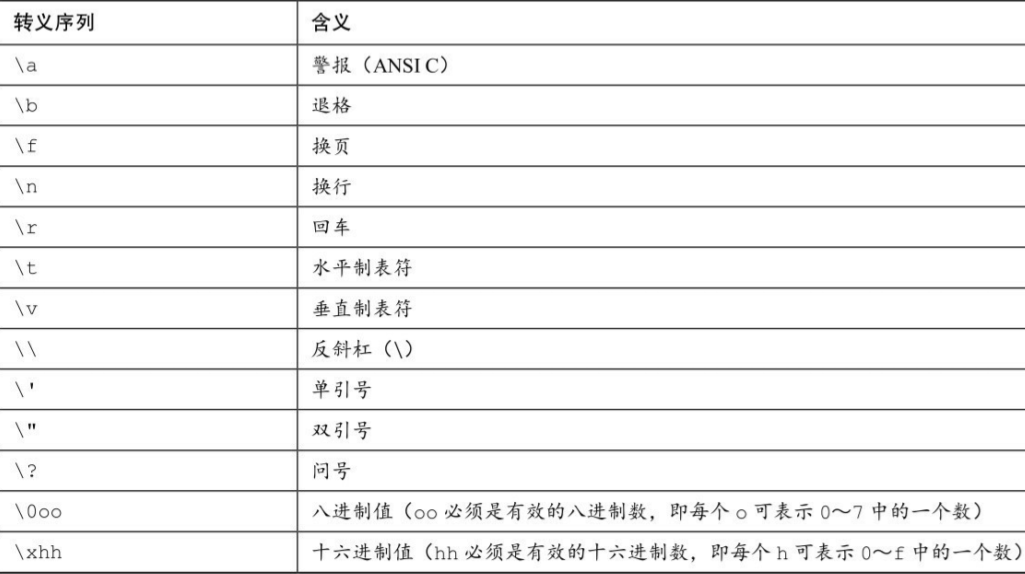 转义序列 含义
\a 警报（ANSI C）
\b 退格
\f 换页
\n 换行
\r 回车
\t 水平制表符
\v 垂直制表符
\\ 反斜杠（\）
\' 单引号
\" 双引号
\? 问号
\0oo 八进制值（oo 必须是有效的八进制数，即每个 o 可表示 0～7 中的一个数）
\xhh 十六进制值（hh 必须是有效的十六进制数，即每个 h 可表示 0～f 中的一个数）